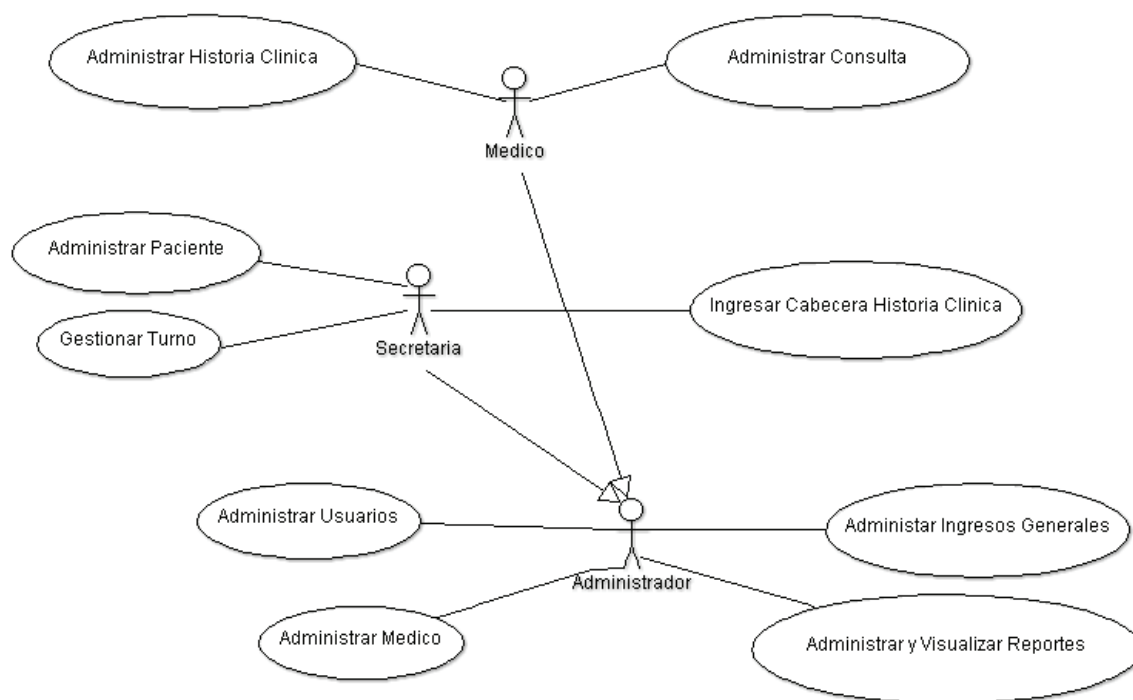 Administrar Historia Clinica
Administrar Consulta
Medico
Administrar Paciente
Gestionar Turno
Secretaria
Ingresar Cabecera Historia Clinica
Administrar Usuarios
Administar Ingresos Generales
Administrador
Administrar Medico
Administrar y Visualizar Reportes